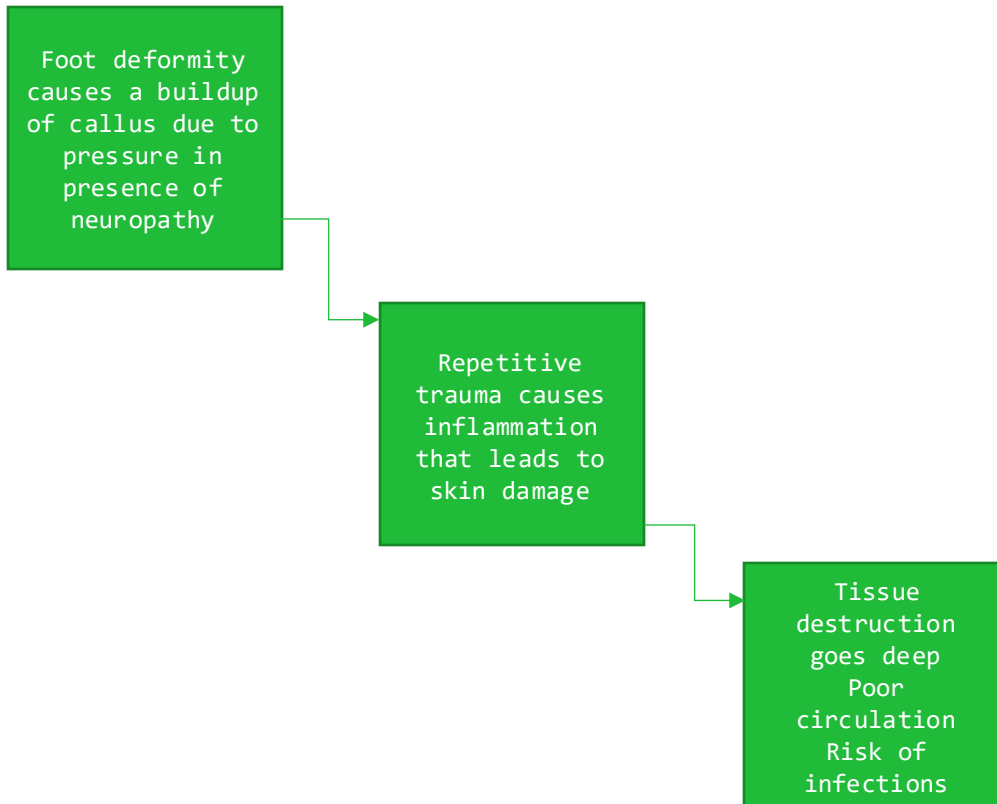 Foot deformity
causes a buildup
of callus due to
pressure in
presence of
neuropathy
Repetitive
trauma causes
inflammation
that leads to
skin damage
Tissue
destruction
goes deep
Poor
circulation
Risk of
infections